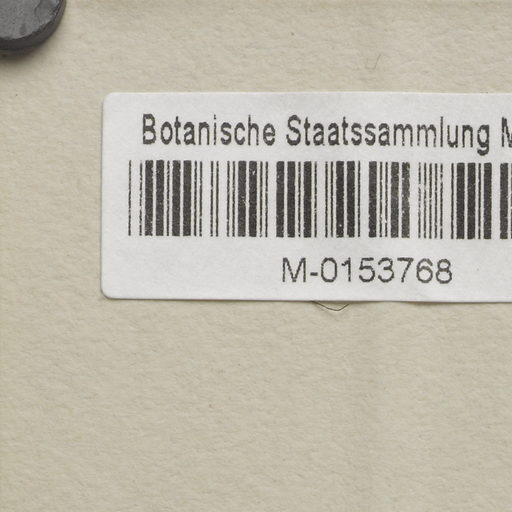 Botanische Staatssammlung M
M-0153768